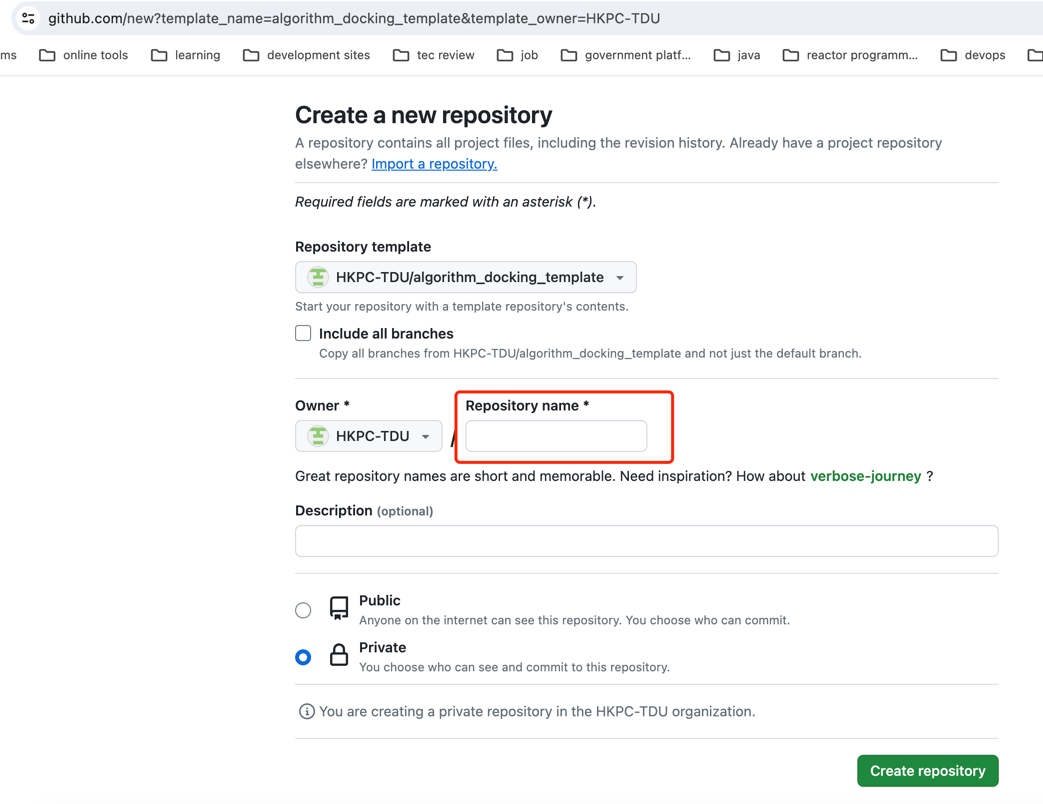 github.com/new?template_name=algorithm_docking_template&template_owner=HKPC-TDU
ms online tools learning development sites tec review job government platf... java reactor programm... devops
Create a new repository
A repository contains all project files, including the revision history. Already have a project repository
elsewhere? Import a repository.
Required fields are marked with an asterisk (*).
Repository template
HKPC-TDU/algorithm_docking_template
Start your repository with a template repository's contents.
Include all branches
Copy all branches from HKPC-TDU/algorithm_docking_template and not just the default branch.
Owner * Repository name *
HKPC-TDU /
Great repository names are short and memorable. Need inspiration? How about verbose-journey ?
Description (optional)
Public
Anyone on the internet can see this repository. You choose who can commit.
Private
You choose who can see and commit to this repository.
You are creating a private repository in the HKPC-TDU organization.
Create repository